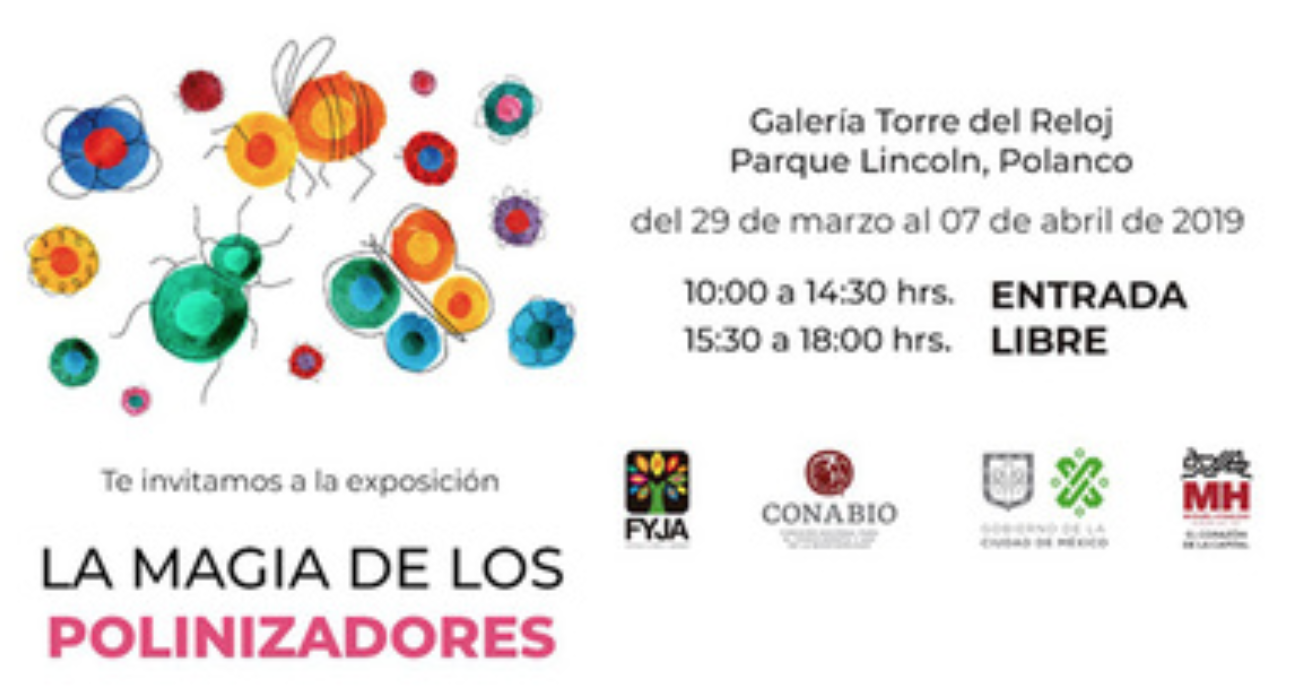 Te invitamos a la exposición
LA MAGIA DE LOS
POLINIZADORES
Galería Torre del Reloj
Parque Lincoln, Polanco
del 29 de marzo al 07 de abril de 2019
10:00 a 14:30 hrs.
15:30 a 18:00 hrs.
ENTRADA
LIBRE
FYJA
CONABIO
GOBIERNO DE LA
CIUDAD DE MÉXICO
MH
EL CORAZÓN
DE LA CAPITAL